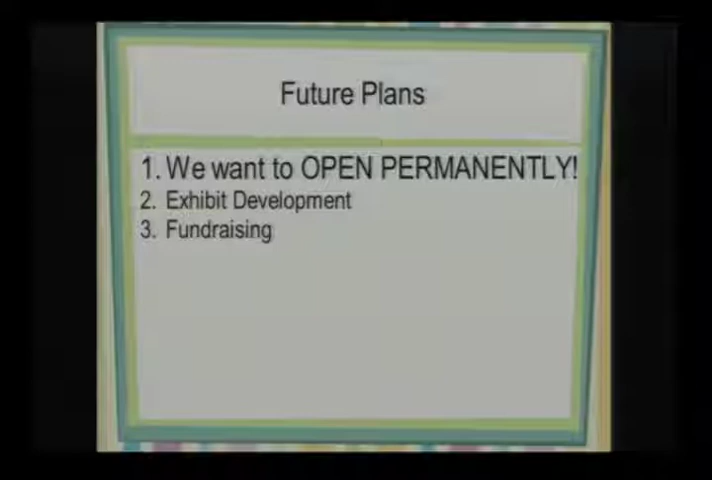 Future Plans
1. We want to OPEN PERMANENTLY!
2. Exhibit Development
3. Fundraising